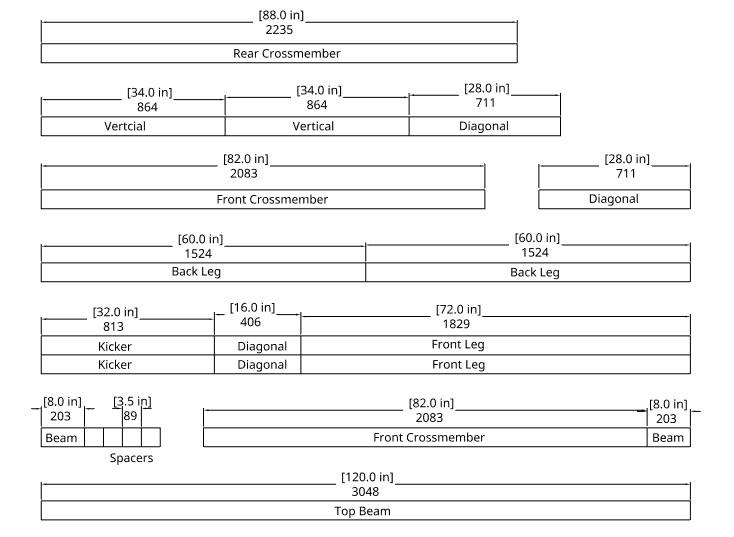 [88.0 in]
2235
Rear Crossmember
[34.0 in] [34.0 in] [28.0 in]
864 864 711
Vertcial Vertical Diagonal
[82.0 in] [28.0 in]
2083 711
Front Crossmember Diagonal
[60.0 in] [60.0 in]
1524 1524
Back Leg Back Leg
[32.0 in] [16.0 in] [72.0 in]
813 406 1829
Kicker Diagonal Front Leg
Kicker Diagonal Front Leg
[8.0 in] [3.5 in] [82.0 in] [8.0 in]
203 89 2083 203
Beam Front Crossmember Beam
Spacers
[120.0 in]
3048
Top Beam